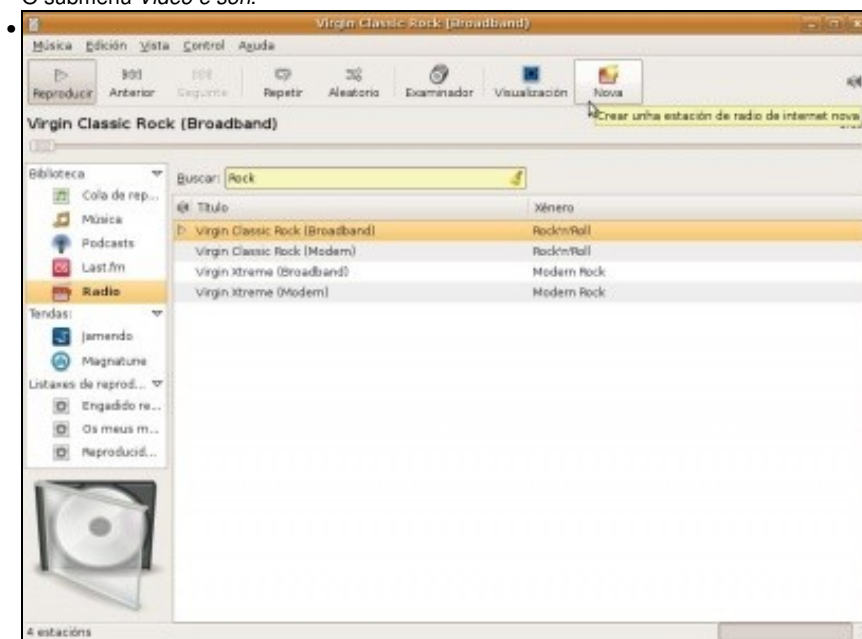 O submenú Vídeo e son.
Virgin Classic Rock (Broadband)
Música Edición Vista Control Axuda
Reproducir Anterior Seguinte Repetir Aleatorio Examinador Visualización Nova
Crear unha estación de radio de internet nova
Virgin Classic Rock (Broadband)
Biblioteca
Cola de rep...
Música
Podcasts
Last.fm
Radio
Tendas:
Jamendo
Magnatune
Listaxes de reprod...
Engadido re...
Os meus m...
Reproducid...
Buscar: Rock
Título Xénero
Virgin Classic Rock (Broadband) Rock'n'Roll
Virgin Classic Rock (Modem) Rock'n'Roll
Virgin Xtreme (Broadband) Modern Rock
Virgin Xtreme (Modem) Modern Rock
4 estacións